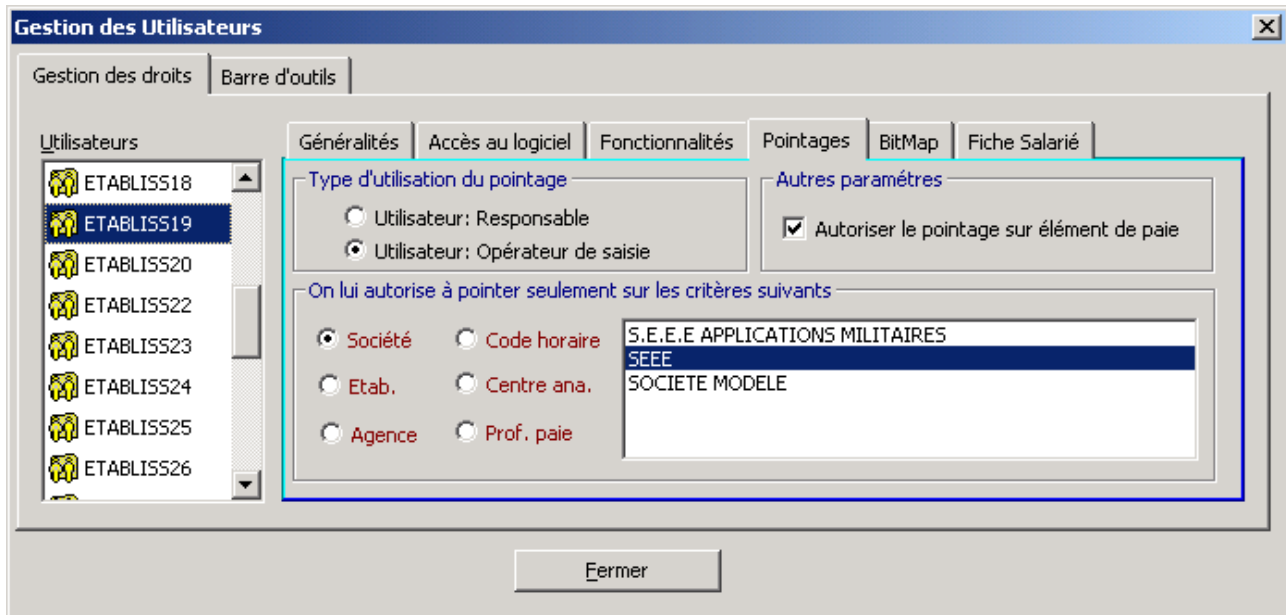 Gestion des Utilisateurs
Gestion des droits
Barre d'outils
Utilisateurs
ETABLISS18
ETABLISS19
ETABLISS20
ETABLISS22
ETABLISS23
ETABLISS24
ETABLISS25
ETABLISS26
Généralités
Accès au logiciel
Fonctionnalités
Pointages
BitMap
Fiche Salarié
Type d'utilisation du pointage
Utilisateur: Responsable
Utilisateur: Opérateur de saisie
Autres paramétres
Autoriser le pointage sur élément de paie
On lui autorise à pointer seulement sur les critères suivants
Société
Code horaire
Etab.
Centre ana.
Agence
Prof. paie
S.E.E.E APPLICATIONS MILITAIRES
SEEE
SOCIETE MODELE
Fermer